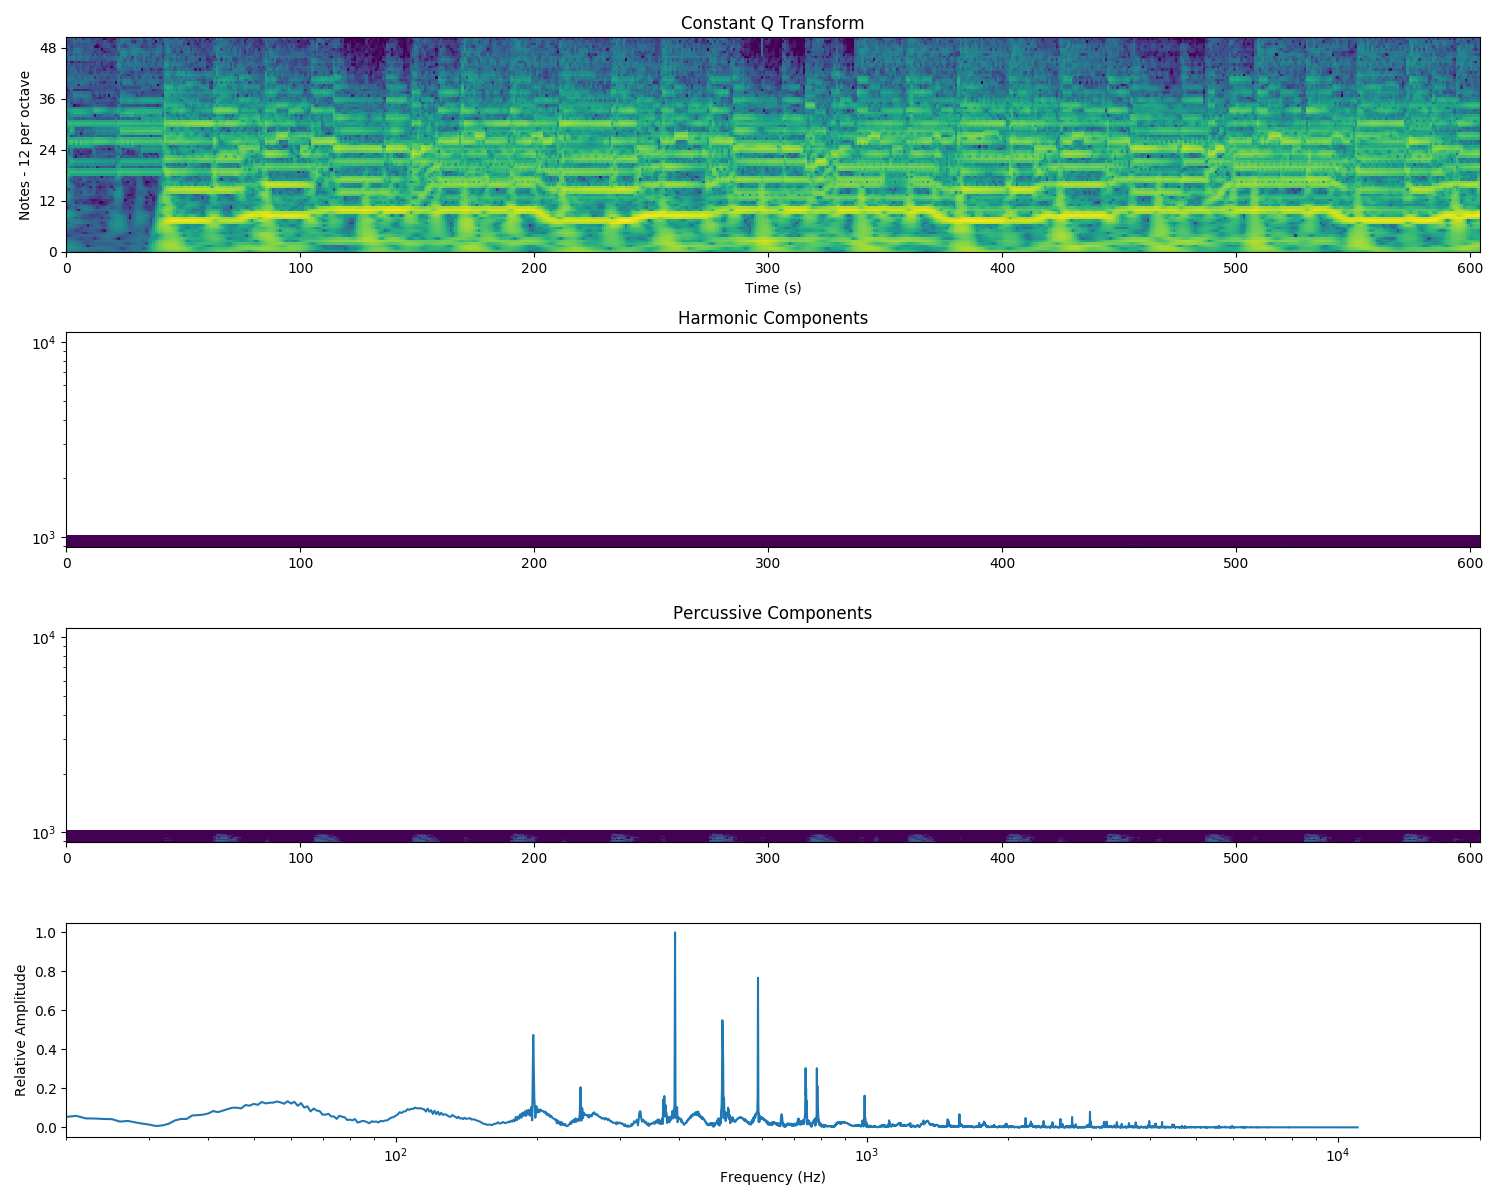 Constant Q Transform
Notes - 12 per octave
48
36
24
12
0
0 100 200 300 400 500 600
Time (s)
Harmonic Components
10⁴
10³
0 100 200 300 400 500 600
Percussive Components
10⁴
10³
0 100 200 300 400 500 600
Relative Amplitude
1.0
0.8
0.6
0.4
0.2
0.0
10² 10³ 10⁴
Frequency (Hz)